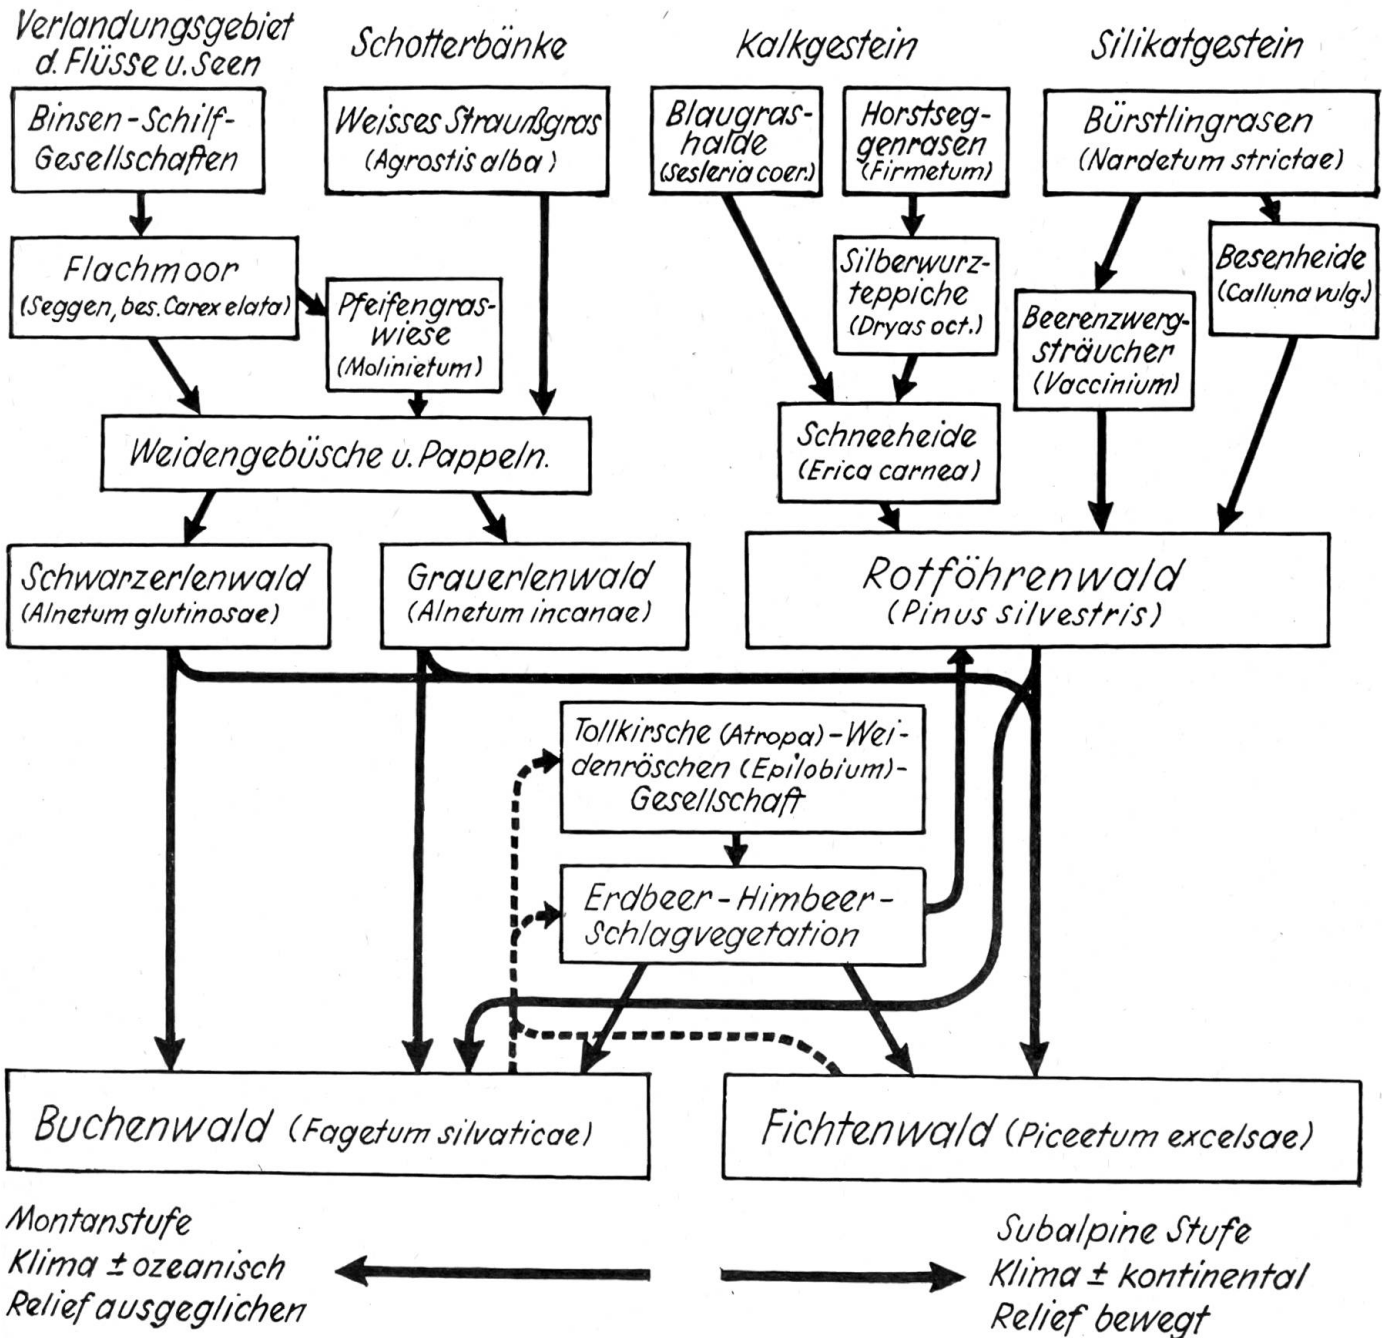 Verlandungsgebiet
d. Flüsse u. Seen
Schotterbänke
Kalkgestein
Silikatgestein
Binsen-Schilf-
Gesellschaften
Weisses Straußgras
(Agrostis alba)
Blaugras-
halde
(Sesleria coer.)
Horstseg-
genrasen
(Firmetum)
Bürstlingrasen
(Nardetum strictae)
Flachmoor
(Seggen, bes. Carex elata)
Pfeifengras-
wiese
(Molinietum)
Silberwurz-
teppiche
(Dryas oct.)
Beerenzwerg-
sträucher
(Vaccinium)
Besenheide
(Calluna vulg.)
Weidengebüsche u. Pappeln.
Schneeheide
(Erica carnea)
Schwarzerlenwald
(Alnetum glutinosae)
Grauerlenwald
(Alnetum incanae)
Rotföhrenwald
(Pinus silvestris)
Tollkirsche (Atropa)-Wei-
denröschen (Epilobium)-
Gesellschaft
Erdbeer-Himbeer-
Schlagvegetation
Buchenwald (Fagetum silvaticae)
Fichtenwald (Piceetum excelsae)
Montanstufe
Klima ± ozeanisch
Relief ausgeglichen
Subalpine Stufe
Klima ± kontinental
Relief bewegt